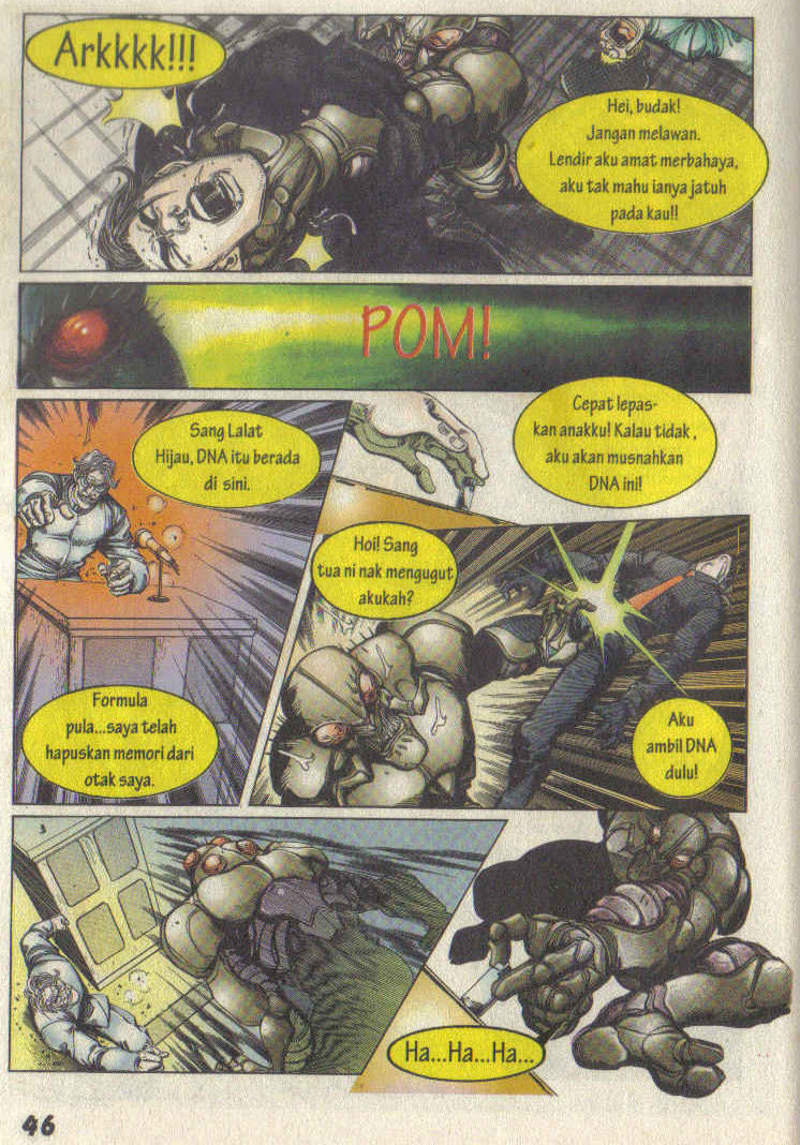 Arkkkk!!!
Hei, budak!
Jangan melawan.
Lendir aku amat merbahaya,
aku tak mahu ianya jatuh
pada kau!!
POM!
Sang Lalat
Hijau, DNA itu berada
di sini.
Cepat lepas-
kan anakku! Kalau tidak,
aku akan musnahkan
DNA ini!
Formula
pula...saya telah
hapuskan memori dari
otak saya.
Hoi! Sang
tua ni nak mengugut
akukah?
Aku
ambil DNA
dulu!
Ha...Ha...Ha...
46